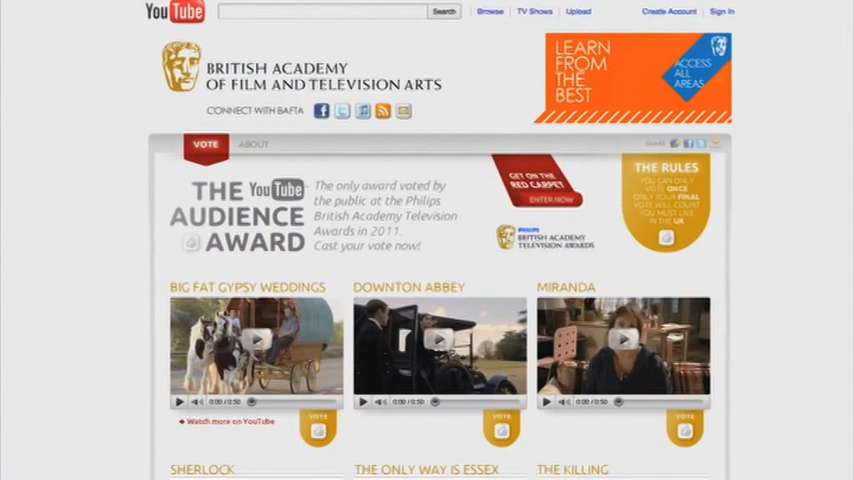 YouTube
Search
Browse
TV Shows
Upload
Create Account
Sign In
BRITISH ACADEMY
OF FILM AND TELEVISION ARTS
CONNECT WITH BAFTA
LEARN
FROM
THE
BEST
ACCESS
ALL
AREAS
VOTE
ABOUT
SHARE
THE YouTube
AUDIENCE
AWARD
The only award voted by
the public at the Philips
British Academy Television
Awards in 2011.
Cast your vote now!
GET ON THE
RED CARPET
ENTER NOW
PHILIPS
BRITISH ACADEMY
TELEVISION AWARDS
THE RULES
YOU CAN ONLY
VOTE ONCE
ONLY YOUR FINAL
VOTE WILL COUNT
YOU MUST LIVE
IN THE UK
BIG FAT GYPSY WEDDINGS
DOWNTON ABBEY
MIRANDA
0:00 / 0:50
0:00 / 0:50
0:00 / 0:50
Watch more on YouTube
VOTE
VOTE
VOTE
SHERLOCK
THE ONLY WAY IS ESSEX
THE KILLING